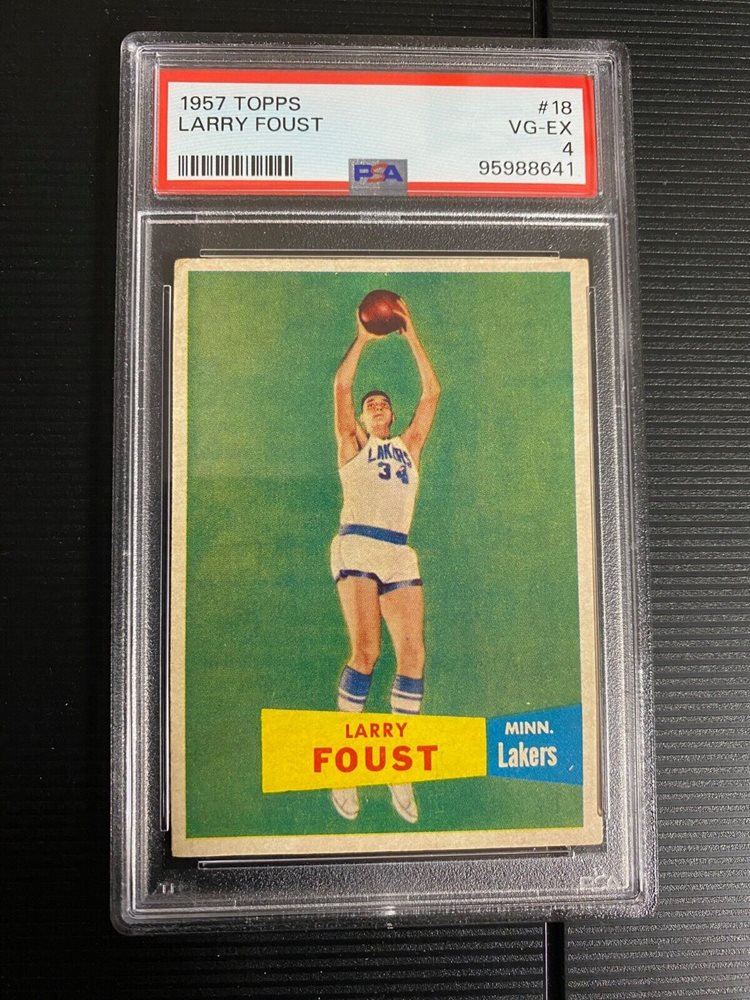 1957 TOPPS #18
LARRY FOUST VG-EX
4
PSA 95988641
LAKERS
34
LARRY
FOUST
MINN.
Lakers